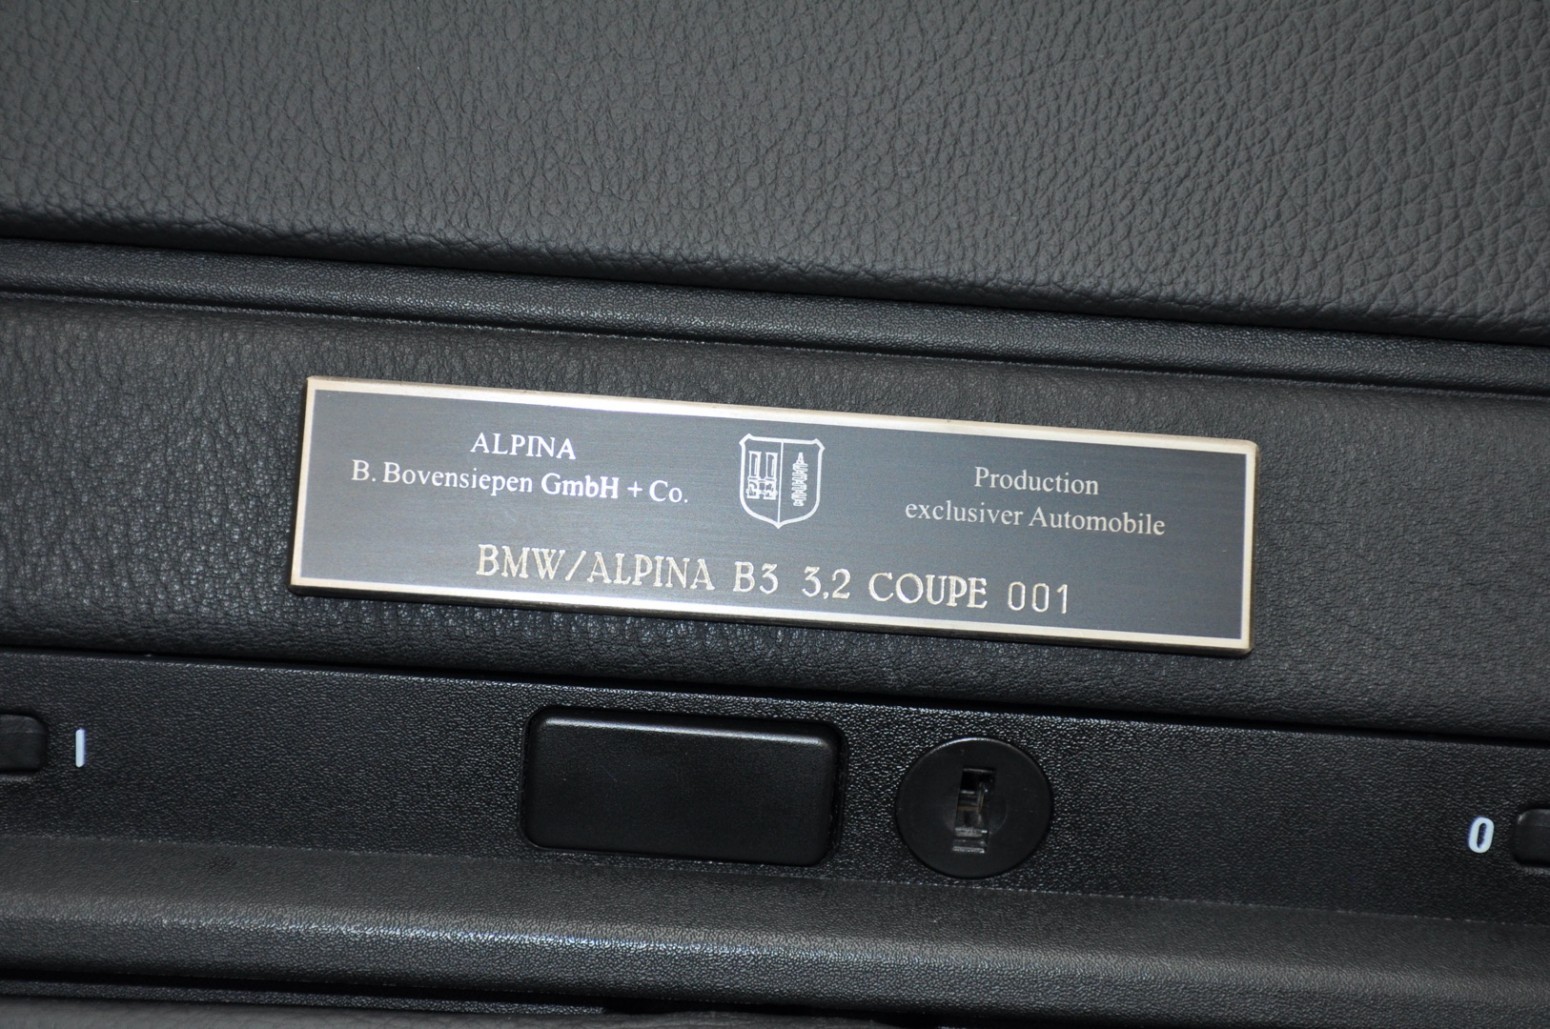 ALPINA
B. Bovensiepen GmbH + Co.
Production
exclusiver Automobile
BMW/ALPINA B3 3.2 COUPE 001
I
0